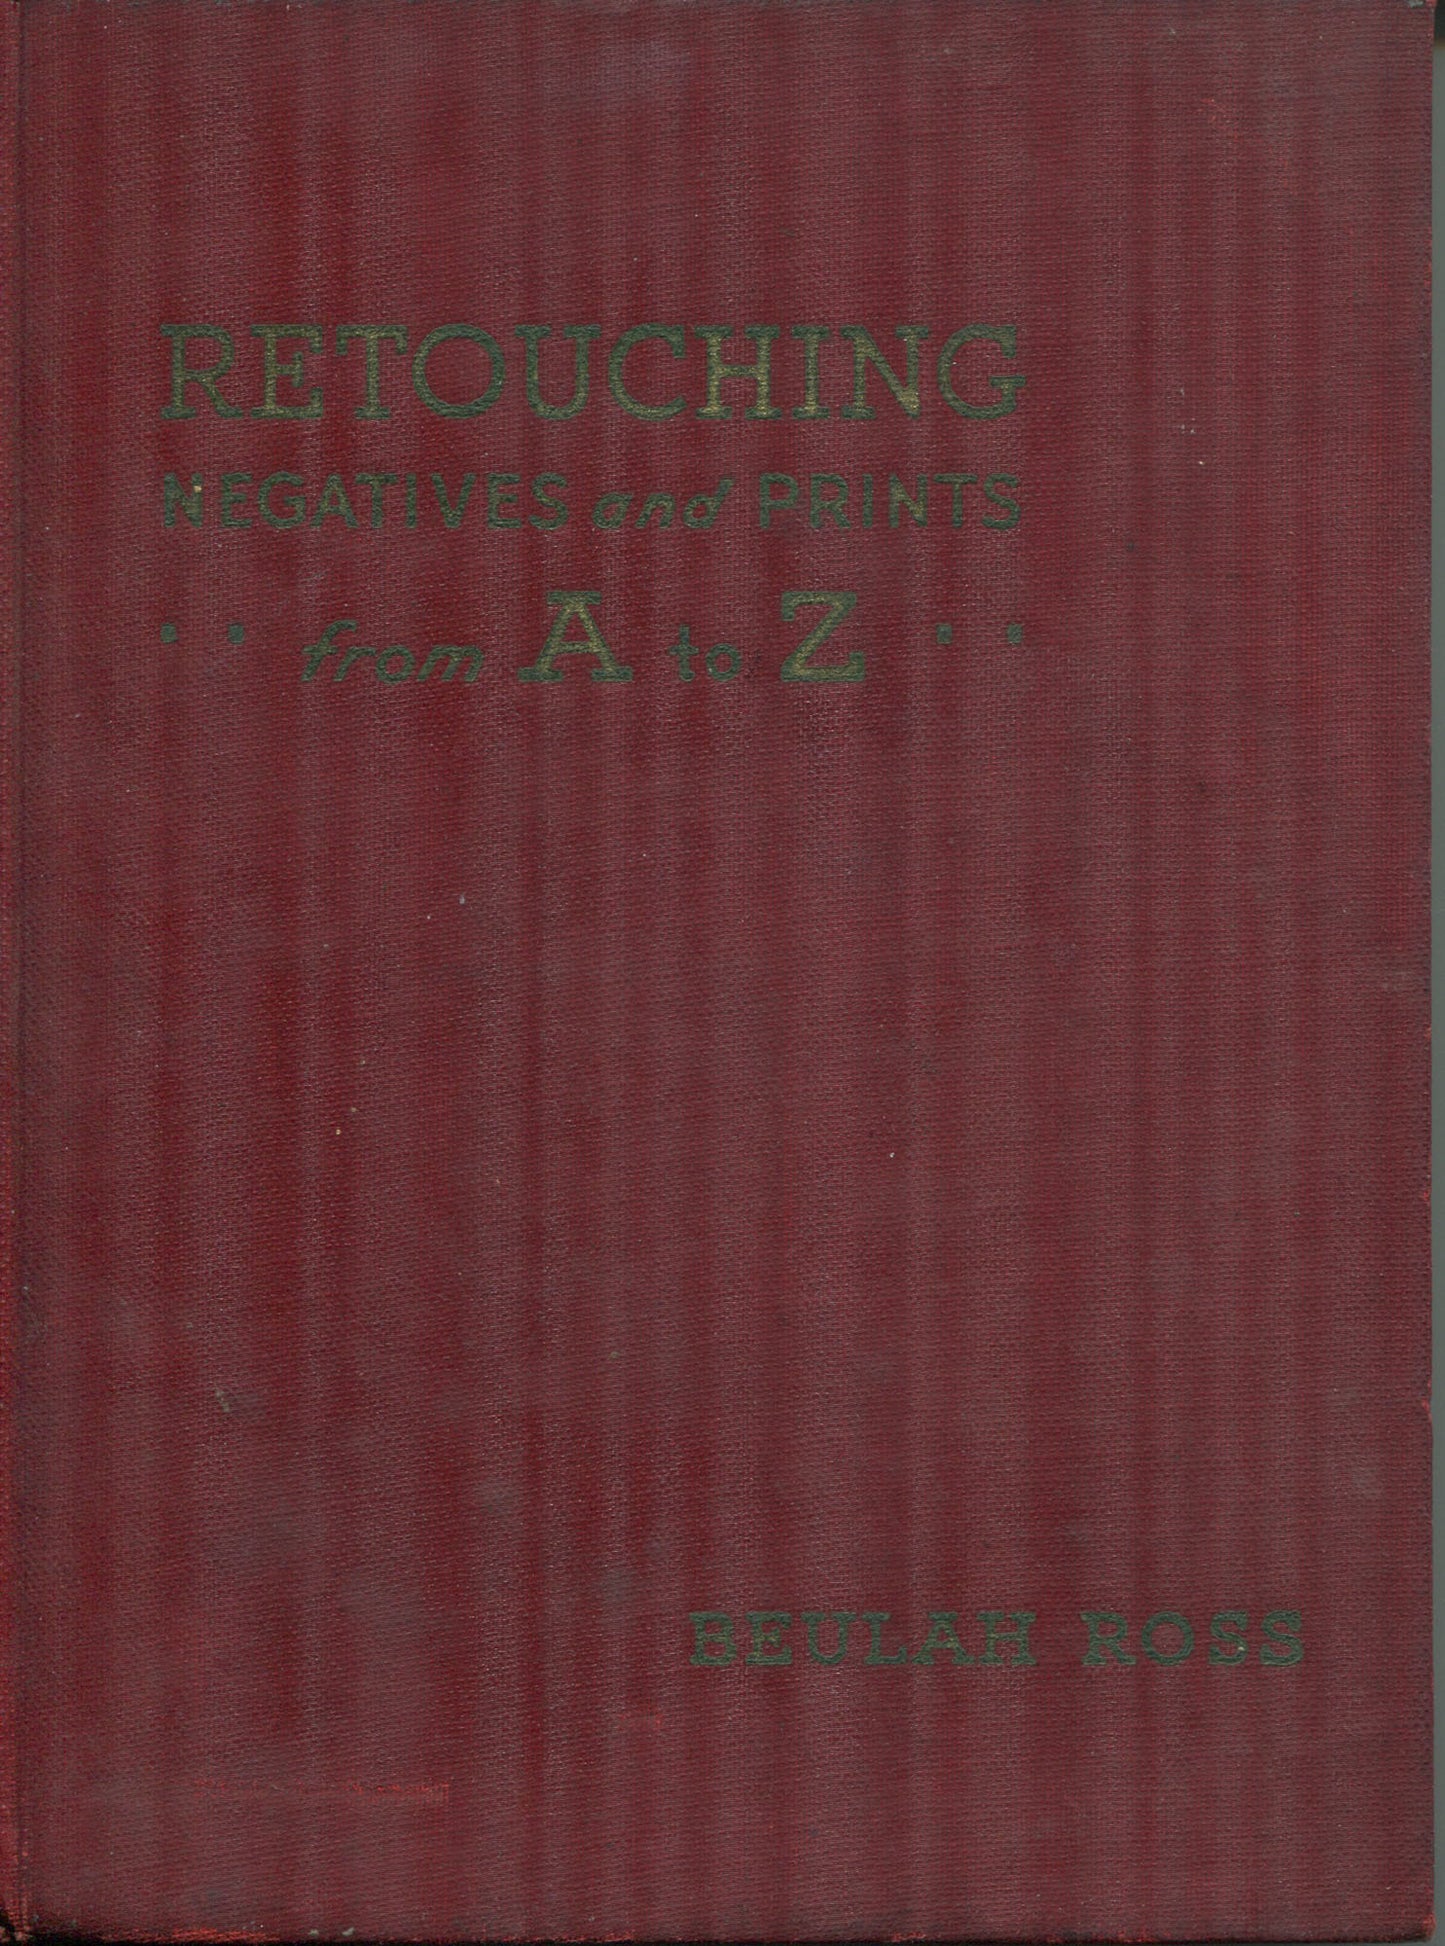 RETOUCHING
NEGATIVES and PRINTS
.. from A to Z ..
BEULAH ROSS